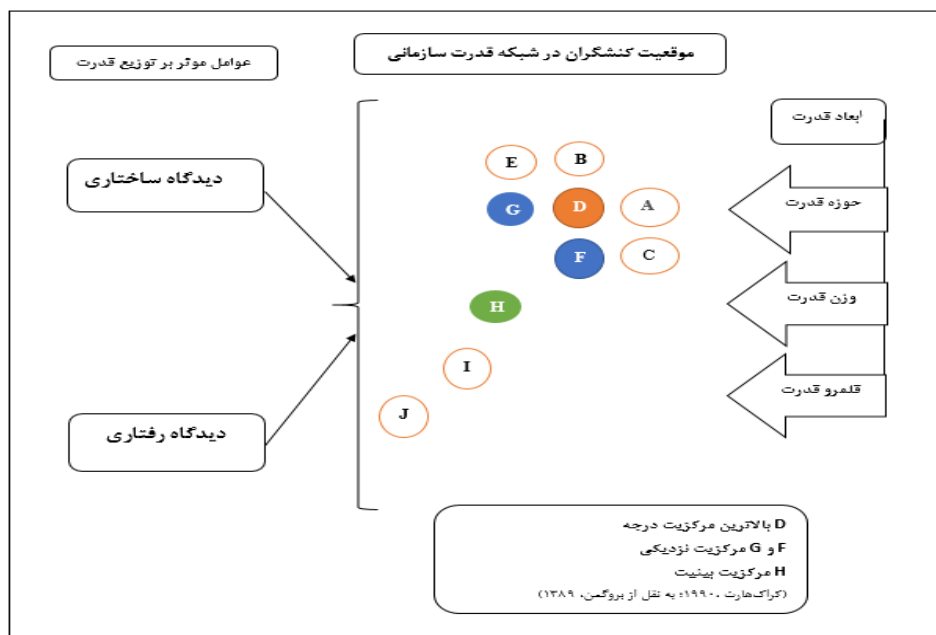 موقعیت کنشگران در شبکه قدرت سازمانی
عوامل موثر بر توزیع قدرت
ابعاد قدرت
دیدگاه ساختاری
E
B
G
D
A
حوزه قدرت
F
C
H
وزن قدرت
I
قلمرو قدرت
J
دیدگاه رفتاری
D بالاترین مرکزیت درجه
F و G مرکزیت نزدیکی
H مرکزیت بینیت
(کراک‌هارت ،۱۹۹۰؛ به نقل از بروگمن، ۱۳۸۹)